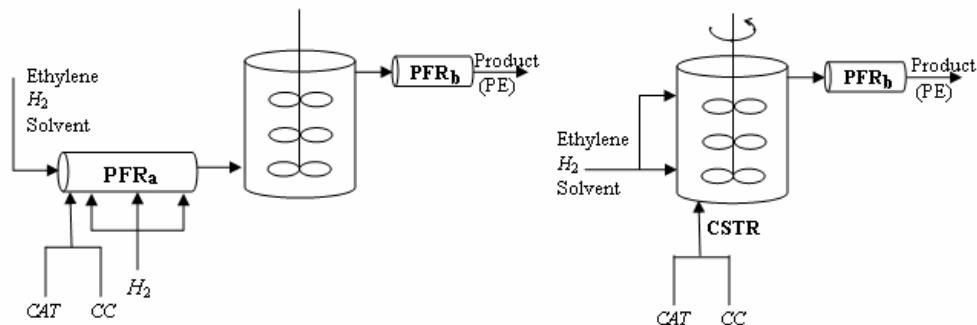 Ethylene
H₂
Solvent
PFRa
CAT
CC
H₂
PFRb
Product
(PE)
Ethylene
H₂
Solvent
CSTR
CAT
CC
PFRb
Product
(PE)